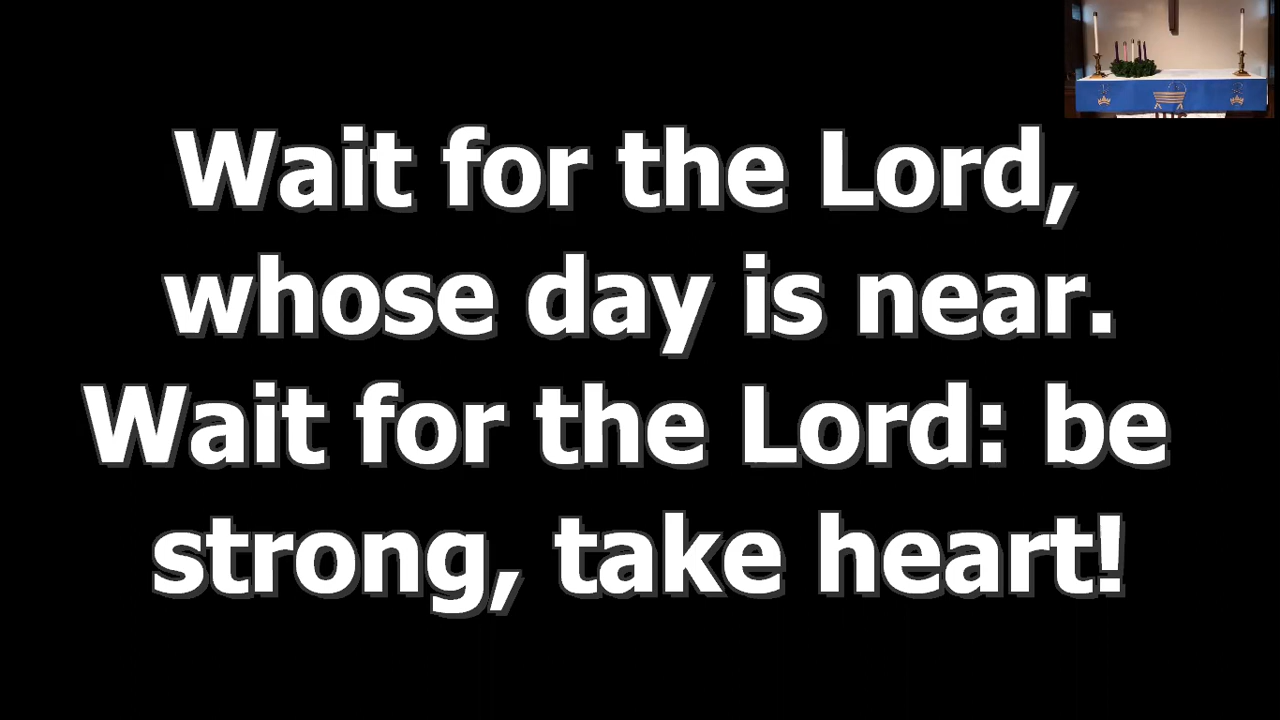 Wait for the Lord,
whose day is near.
Wait for the Lord: be
strong, take heart!